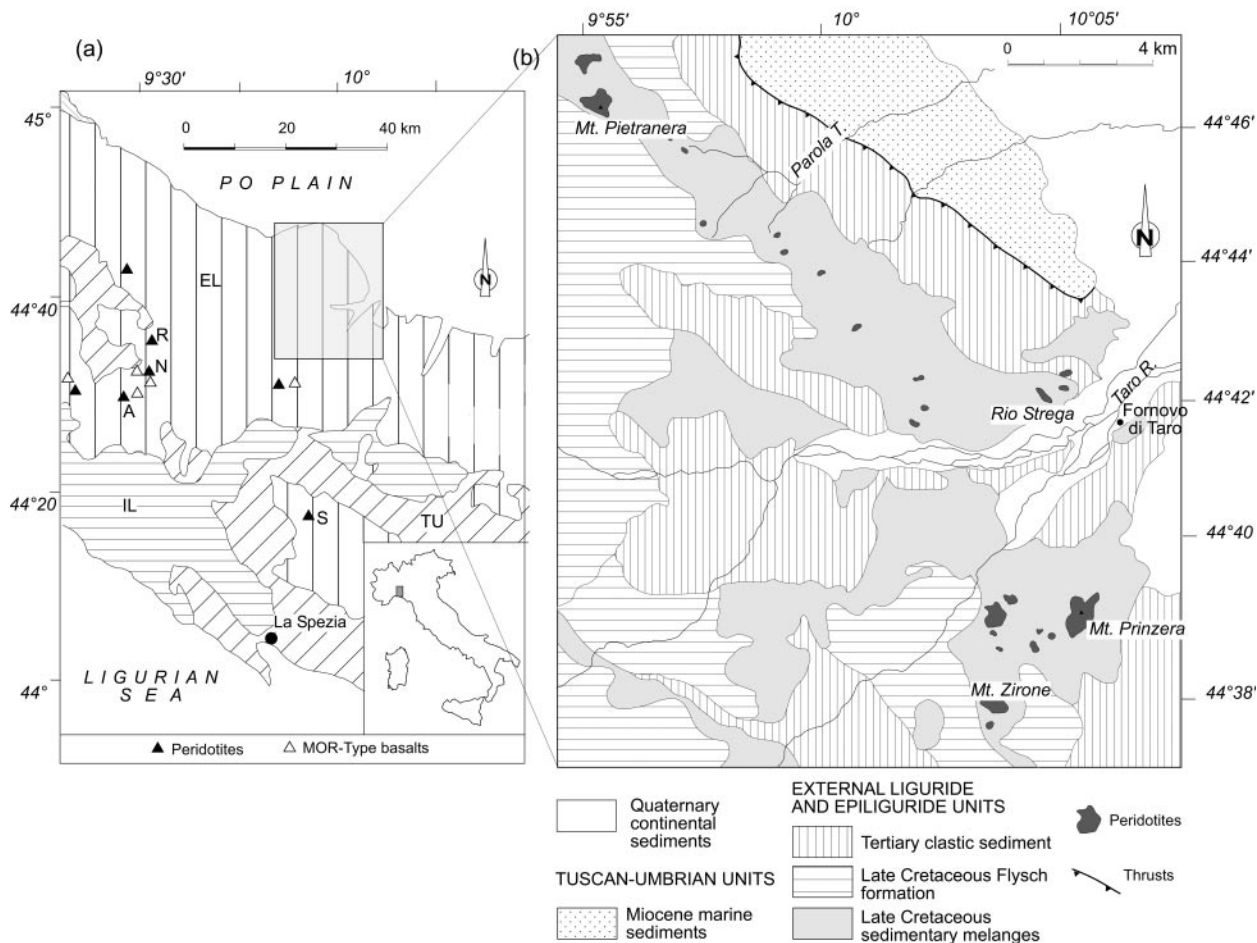 (a)
9°30'
10°
45°
44°40
44°20
44°
0 20 40 km
PO PLAIN
N
EL
R
N
A
IL
S
TU
La Spezia
LIGURIAN
SEA
Peridotites
MOR-Type basalts
(b)
9°55'
10°
10°05'
0 4 km
Mt. Pietranera
Parola T.
44°46'
N
44°44'
44°42'
Rio Strega
Taro R.
Fornovo
di Taro
44°40
Mt. Prinzera
Mt. Zirone
44°38'
Quaternary
continental
sediments
TUSCAN-UMBRIAN UNITS
Miocene marine
sediments
EXTERNAL LIGURIDE
AND EPILIGURIDE UNITS
Tertiary clastic sediment
Late Cretaceous Flysch
formation
Late Cretaceous
sedimentary melanges
Peridotites
Thrusts